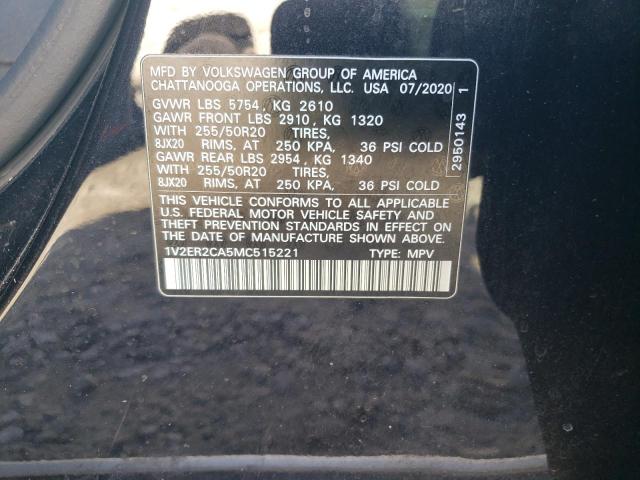 MFD BY VOLKSWAGEN GROUP OF AMERICA
CHATTANOOGA OPERATIONS, LLC. USA 07/2020
GVWR LBS 5754 , KG 2610
GAWR FRONT LBS 2910 , KG 1320
WITH 255/50R20 TIRES,
8JX20 RIMS, AT 250 KPA, 36 PSI COLD
GAWR REAR LBS 2954 , KG 1340
WITH 255/50R20 TIRES,
8JX20 RIMS, AT 250 KPA, 36 PSI COLD
THIS VEHICLE CONFORMS TO ALL APPLICABLE
U.S. FEDERAL MOTOR VEHICLE SAFETY AND
THEFT PREVENTION STANDARDS IN EFFECT ON
THE DATE OF MANUFACTURE SHOWN ABOVE.
1V2ER2CA5MC515221 TYPE: MPV
2950143 1